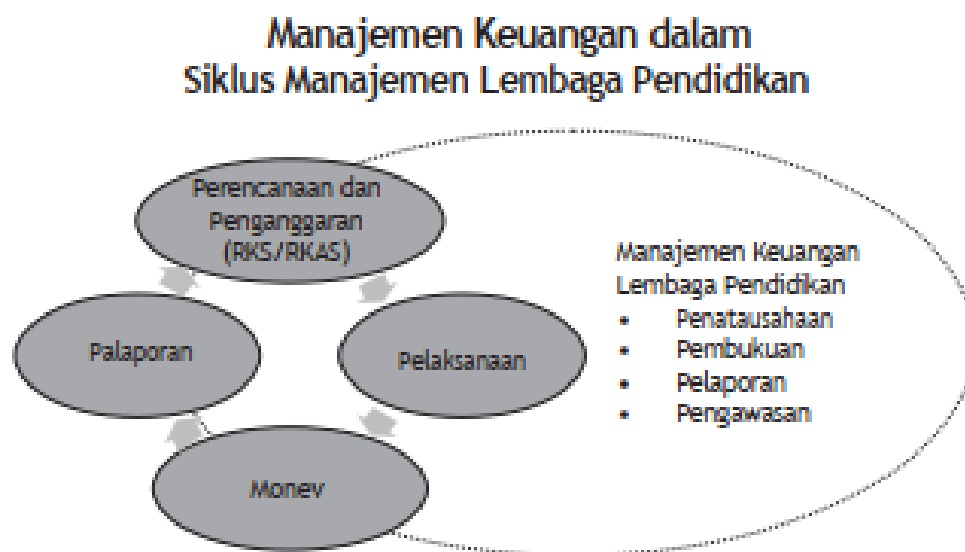 Manajemen Keuangan dalam
Siklus Manajemen Lembaga Pendidikan
Perencanaan dan
Penganggaran
(RKS/RKAS)
Palaporan
Pelaksanaan
Monev
Manajemen Keuangan
Lembaga Pendidikan
• Penatausahaan
• Pembukuan
• Pelaporan
• Pengawasan